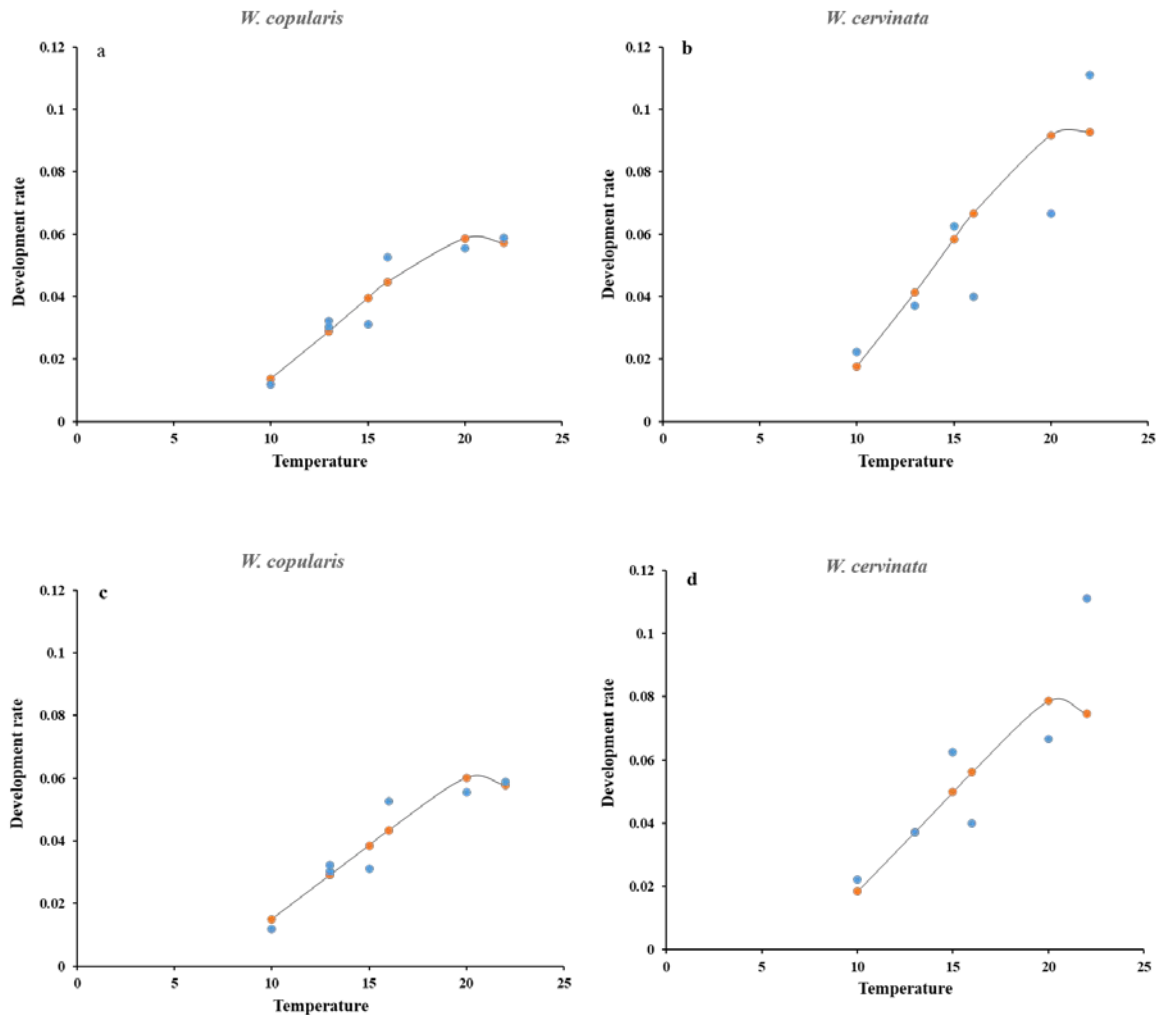 W. copularis
a
0.12
0.1
0.08
0.06
0.04
0.02
0
Development rate
0 5 10 15 20 25
Temperature
W. cervinata
b
0.12
0.1
0.08
0.06
0.04
0.02
0
Development rate
0 5 10 15 20 25
Temperature
W. copularis
c
0.12
0.1
0.08
0.06
0.04
0.02
0
Development rate
0 5 10 15 20 25
Temperature
W. cervinata
d
0.12
0.1
0.08
0.06
0.04
0.02
0
Development rate
0 5 10 15 20 25
Temperature